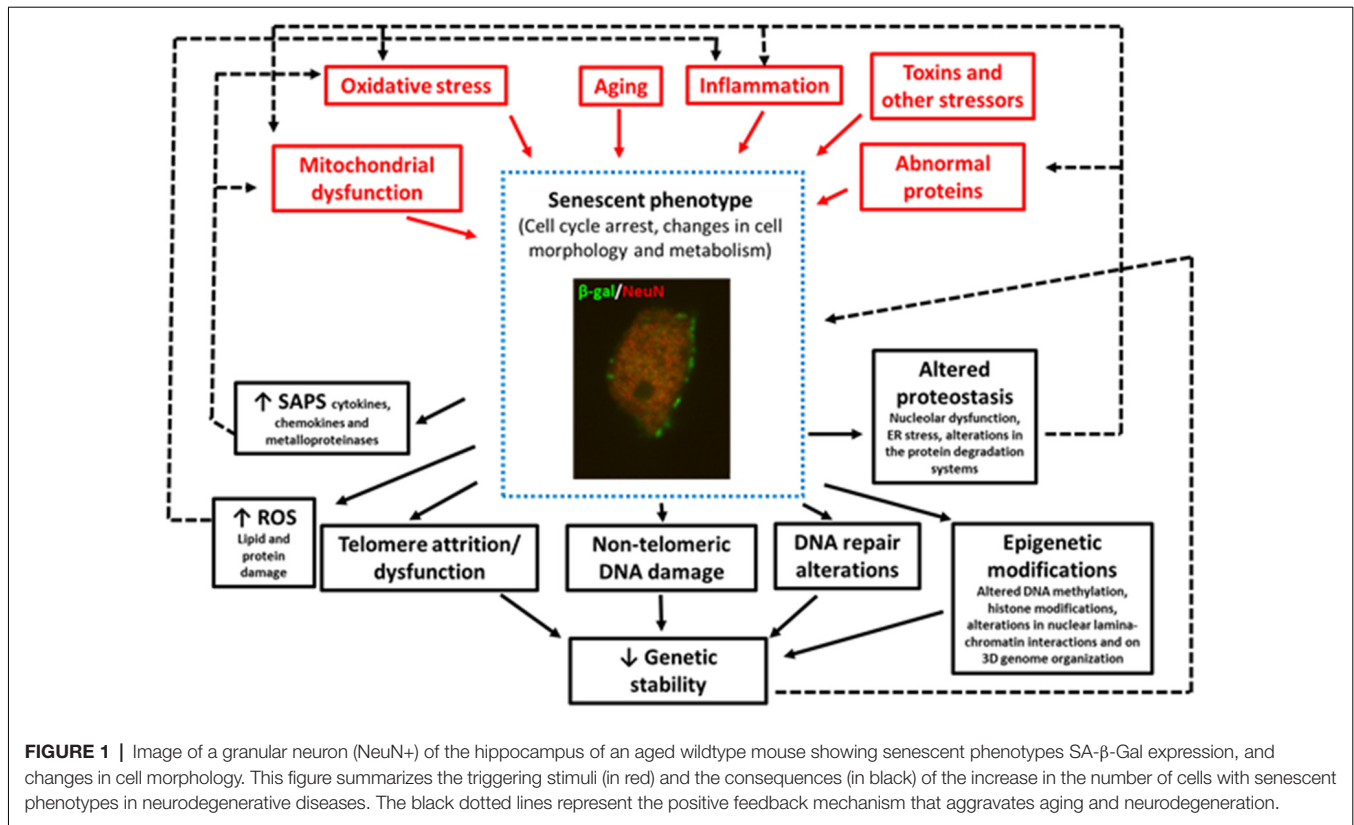 Oxidative stress
Aging
Inflammation
Toxins and
other stressors
Mitochondrial
dysfunction
Abnormal
proteins
Senescent phenotype
(Cell cycle arrest, changes in cell
morphology and metabolism)
β-gal/NeuN
↑ SAPS cytokines,
chemokines and
metalloproteinases
Altered
proteostasis
Nucleolar dysfunction,
ER stress, alterations in
the protein degradation
systems
↑ ROS
Lipid and
protein
damage
Telomere attrition/
dysfunction
Non-telomeric
DNA damage
DNA repair
alterations
Epigenetic
modifications
Altered DNA methylation,
histone modifications,
alterations in nuclear lamina-
chromatin interactions and on
3D genome organization
↓ Genetic
stability
FIGURE 1 | Image of a granular neuron (NeuN+) of the hippocampus of an aged wildtype mouse showing senescent phenotypes SA-β-Gal expression, and
changes in cell morphology. This figure summarizes the triggering stimuli (in red) and the consequences (in black) of the increase in the number of cells with senescent
phenotypes in neurodegenerative diseases. The black dotted lines represent the positive feedback mechanism that aggravates aging and neurodegeneration.